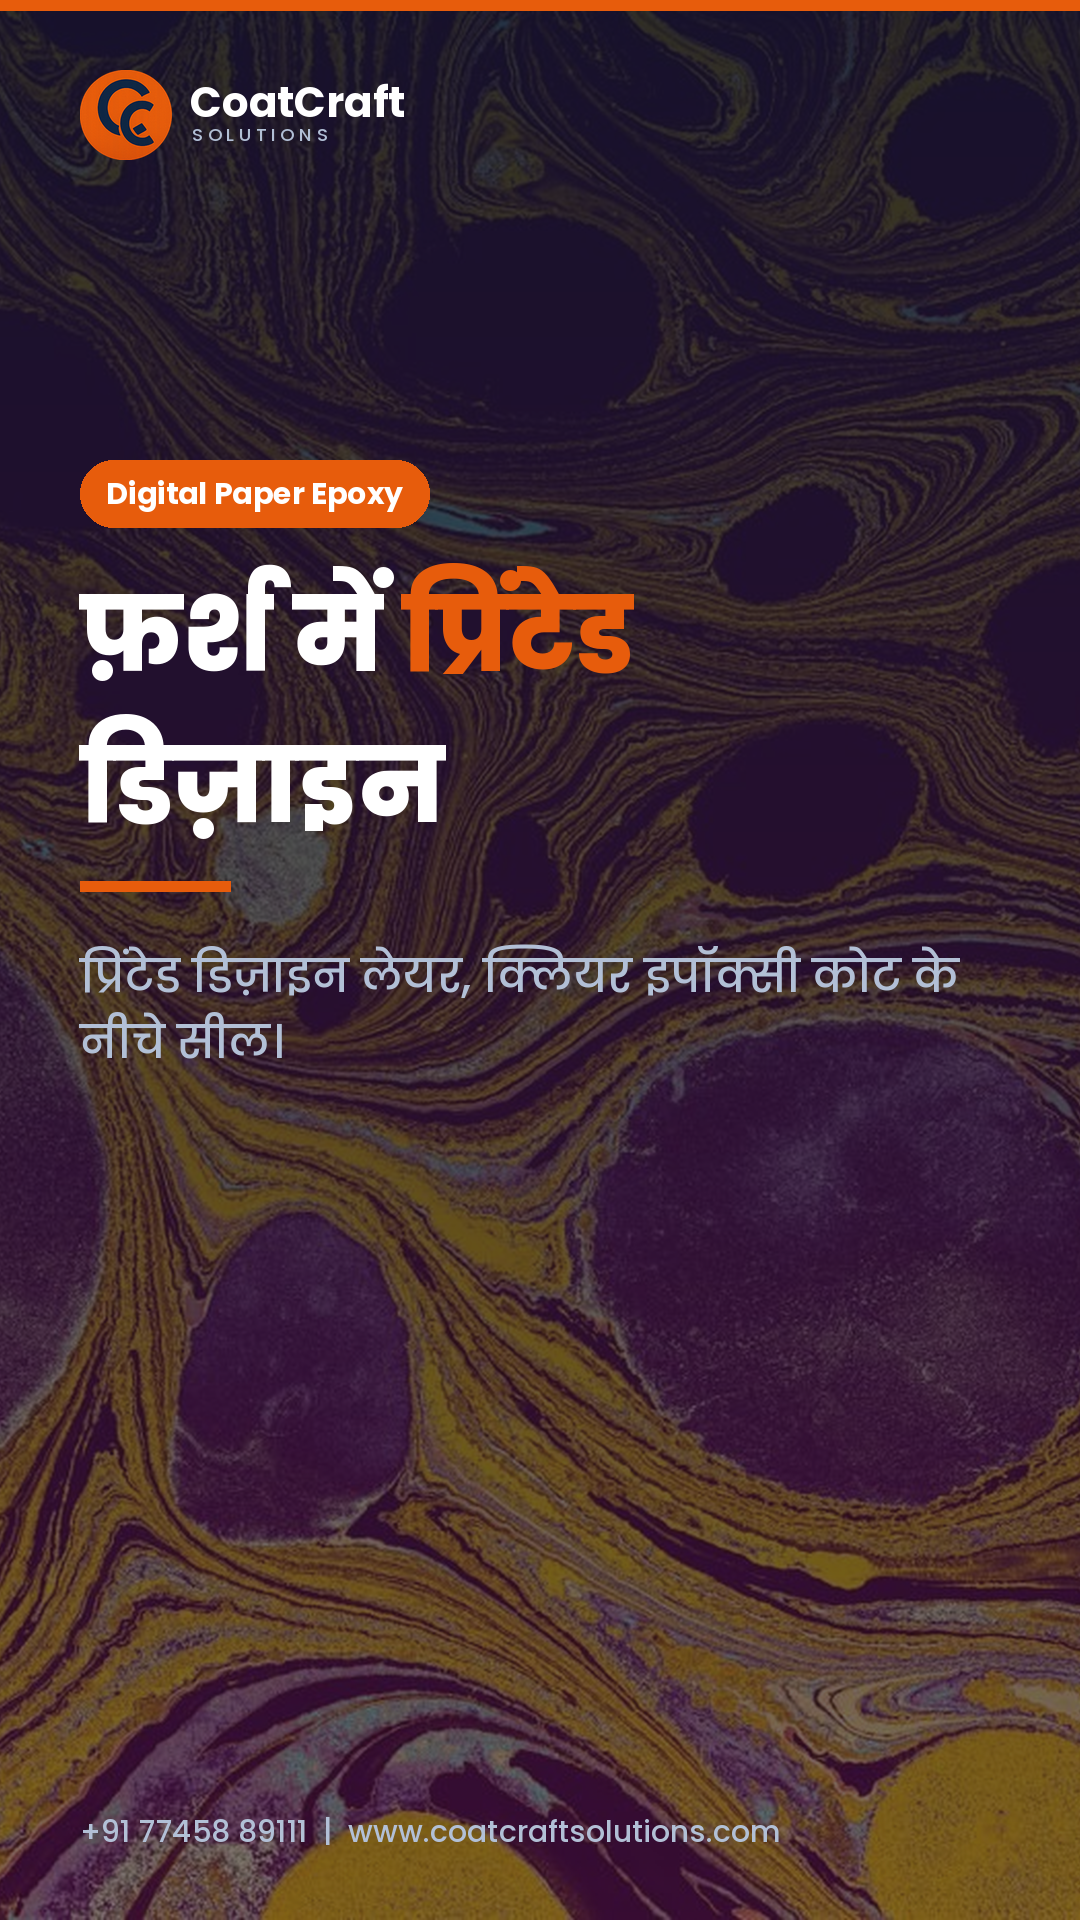 CoatCraft
SOLUTIONS
Digital Paper Epoxy
फ़र्श में प्रिंटेड
डिज़ाइन
प्रिंटेड डिज़ाइन लेयर, क्लियर इपॉक्सी कोट के
नीचे सील।
+91 77458 89111 | www.coatcraftsolutions.com